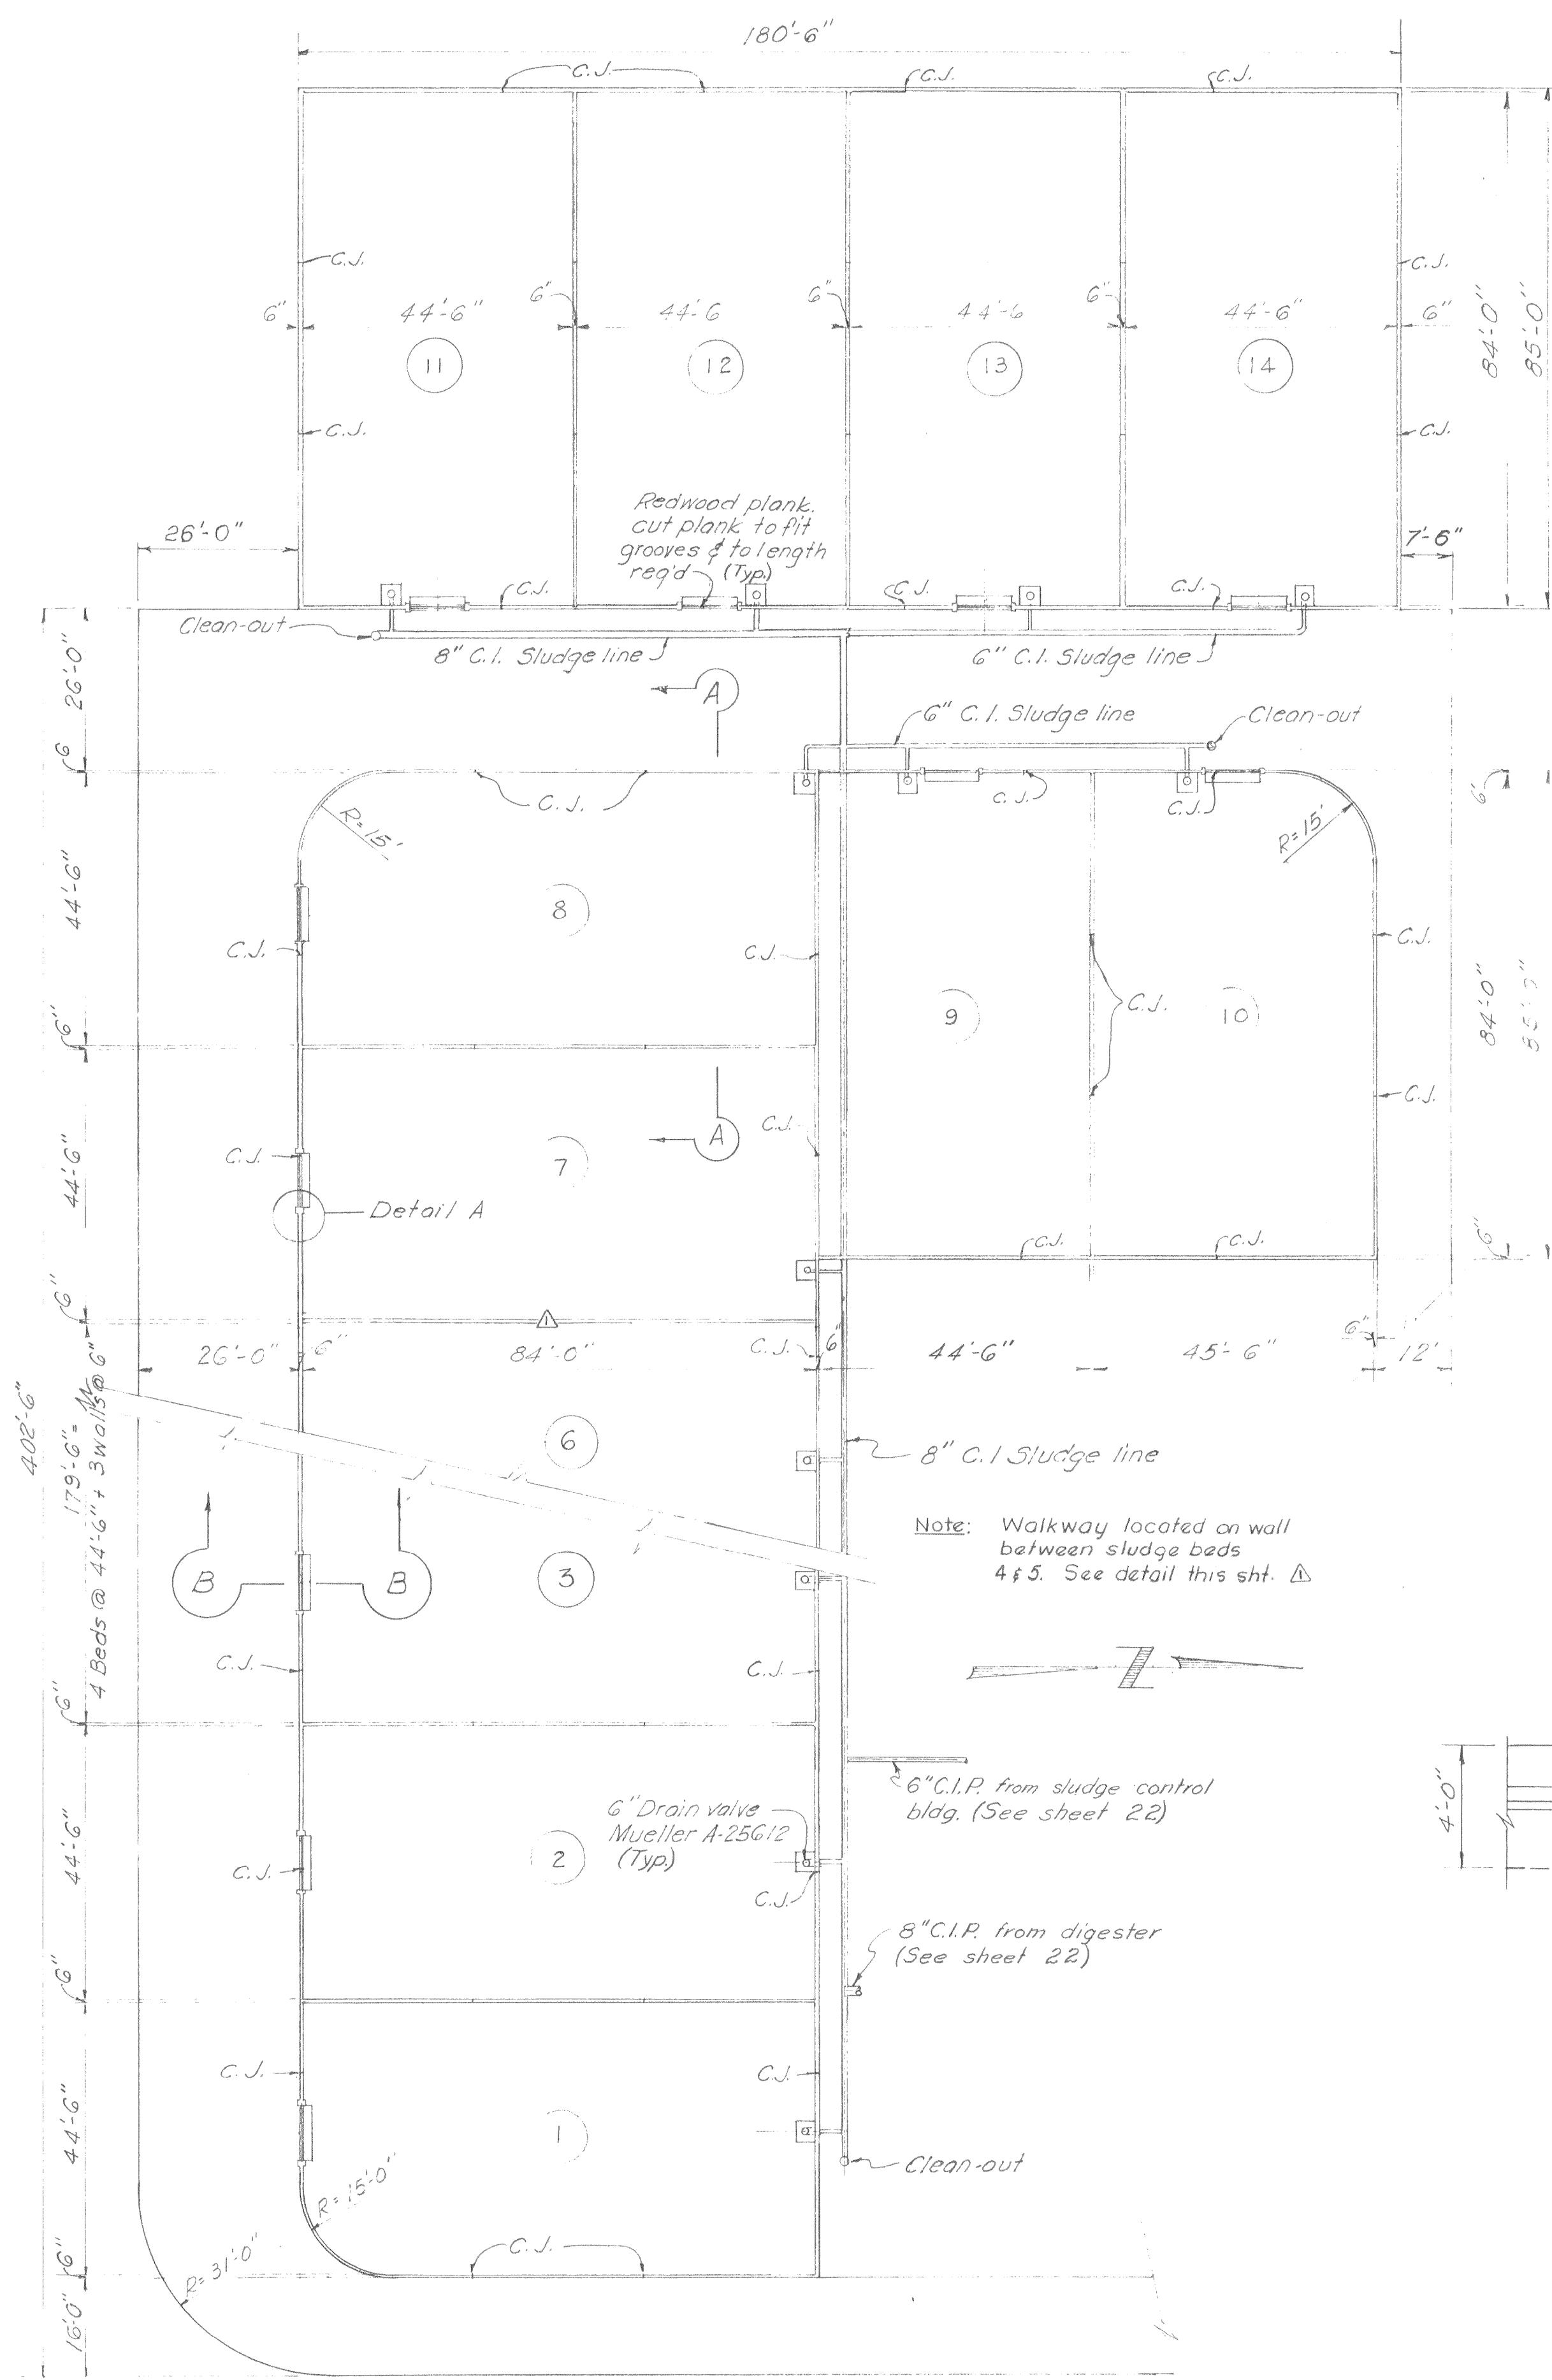 180'-6"
C.J.
C.J.
C.J.
C.J.
C.J.
6"
44'-6"
6"
44'-6
6"
44'-6
6"
44'-6"
6"
84'-0"
85'-0"
11
12
13
14
C.J.
C.J.
Redwood plank.
cut plank to fit
grooves & to length
req'd (Typ.)
26'-0"
7'-6"
C.J.
C.J.
C.J.
Clean-out
8" C.I. Sludge line
6" C.I. Sludge line
26'-0"
A
6" C.I. Sludge line
Clean-out
6
C.J.
C.J.
C.J.
6"
R=15'
R=15'
44'-6"
8
C.J.
C.J.
C.J.
9
C.J.
10
84'-0"
85'-0"
6"
C.J.
C.J.
A
C.J.
7
44'-6"
Detail A
C.J.
C.J.
6"
6"
1
26'-0"
6"
84'-0"
C.J.
6"
44'-6"
45'-6"
6"
12'
402'-6"
179'-6"=
4 Beds @ 44'-6" + 3 walls @ 6"
6
8" C.I Sludge line
Note: Walkway located on wall
between sludge beds
4 & 5. See detail this sht. 1
B
B
3
C.J.
C.J.
6"
6" C.I.P. from sludge control
bldg. (See sheet 22)
4'-0"
6" Drain valve
Mueller A-25612
(Typ.)
44'-6"
C.J.
2
C.J.
8" C.I.P. from digester
(See sheet 22)
6"
C.J.
C.J.
44'-6"
1
Clean-out
R=15'-0"
C.J.
R=31'-0"
6"
16'-0"